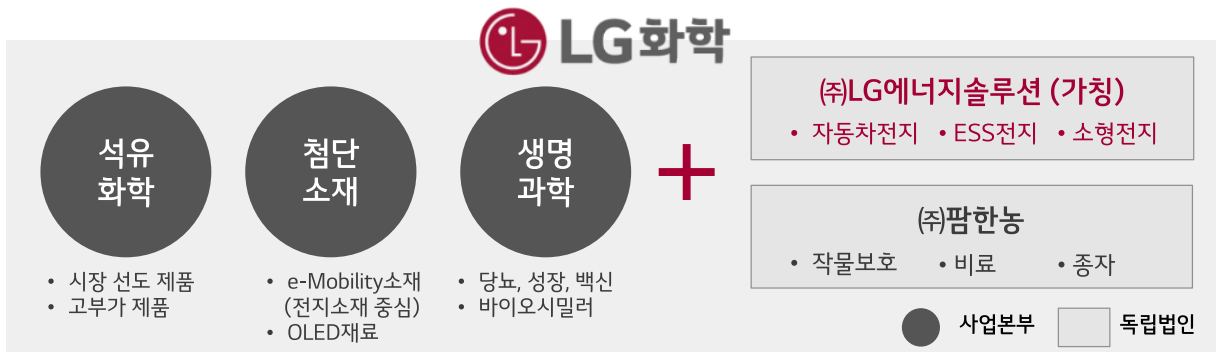 LG화학
석유
화학
• 시장 선도 제품
• 고부가 제품
첨단
소재
• e-Mobility소재
(전지소재 중심)
• OLED재료
생명
과학
• 당뇨, 성장, 백신
• 바이오시밀러
+
㈜LG에너지솔루션 (가칭)
• 자동차전지 • ESS전지 • 소형전지
㈜팜한농
• 작물보호 • 비료 • 종자
사업본부 독립법인